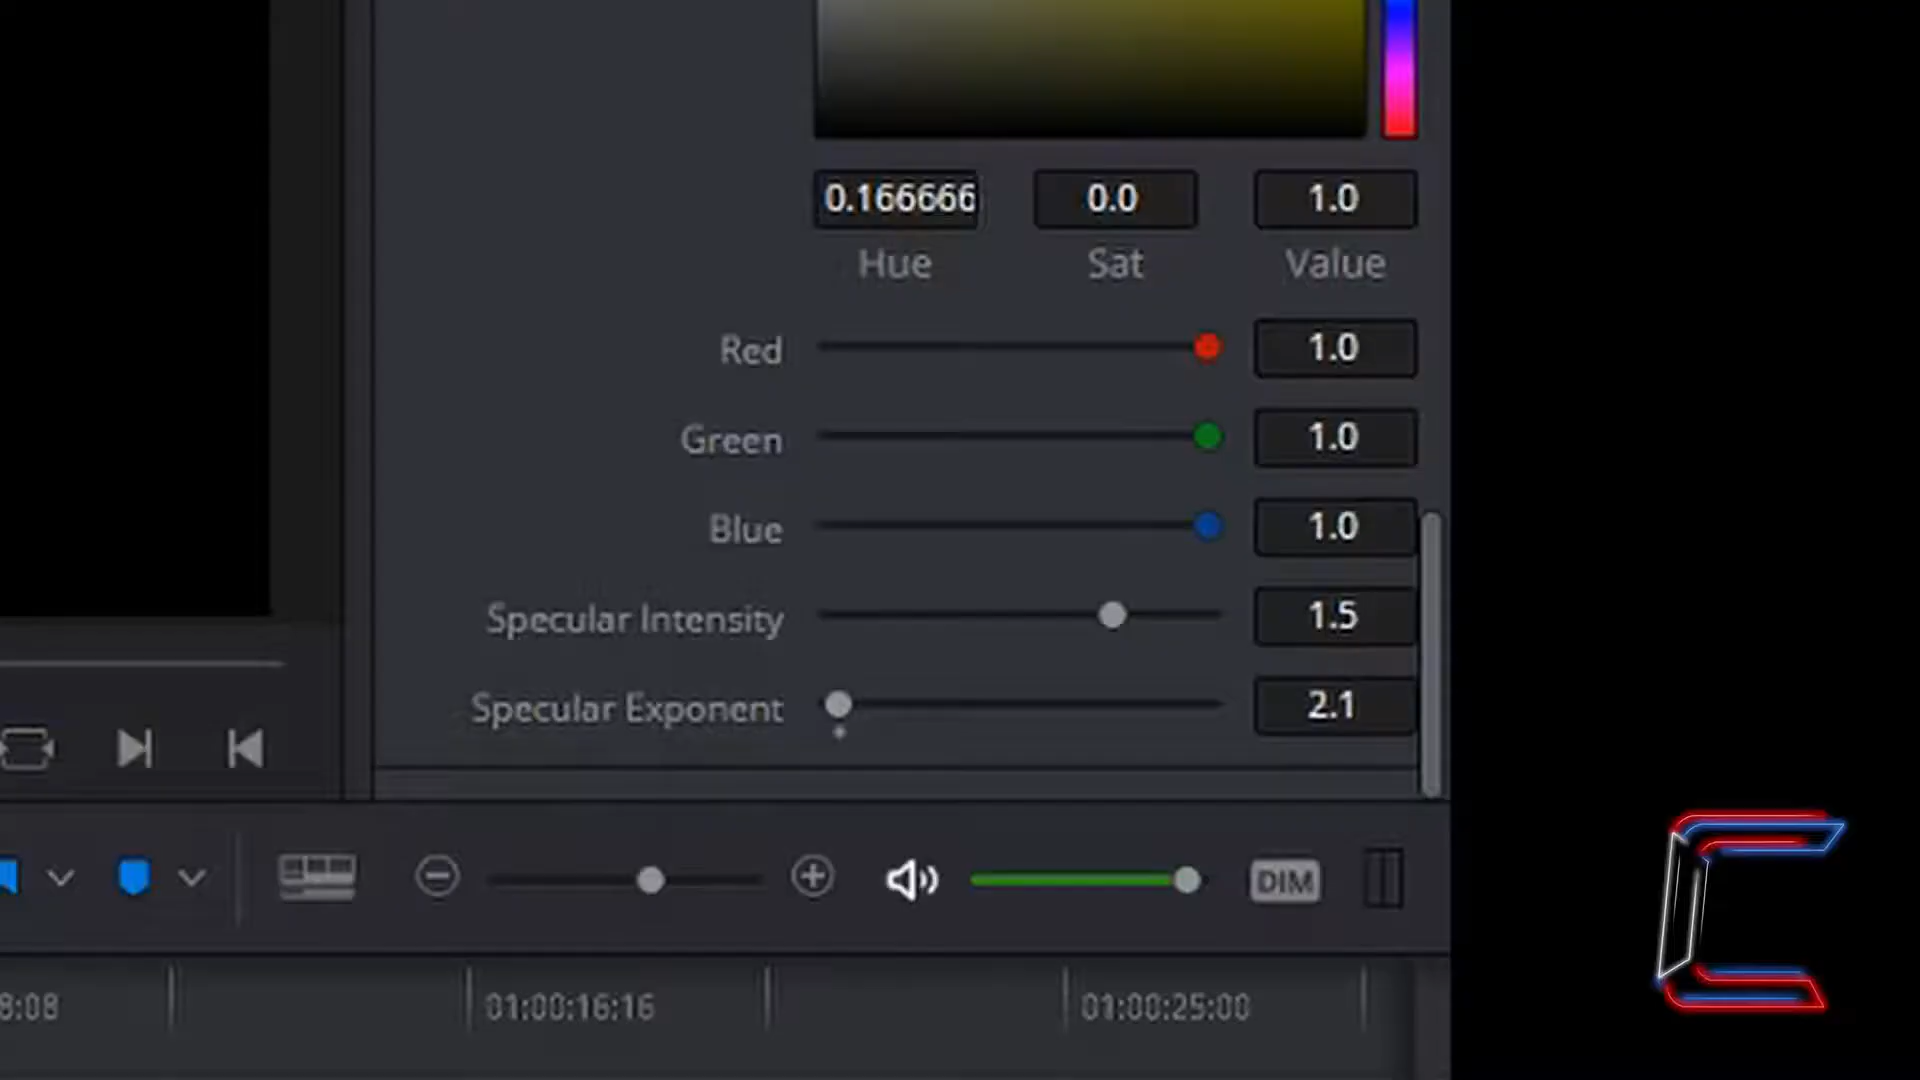 0.166666 0.0 1.0
Hue Sat Value
Red 1.0
Green 1.0
Blue 1.0
Specular Intensity 1.5
Specular Exponent 2.1
DIM
8:08 01:00:16:16 01:00:25:00